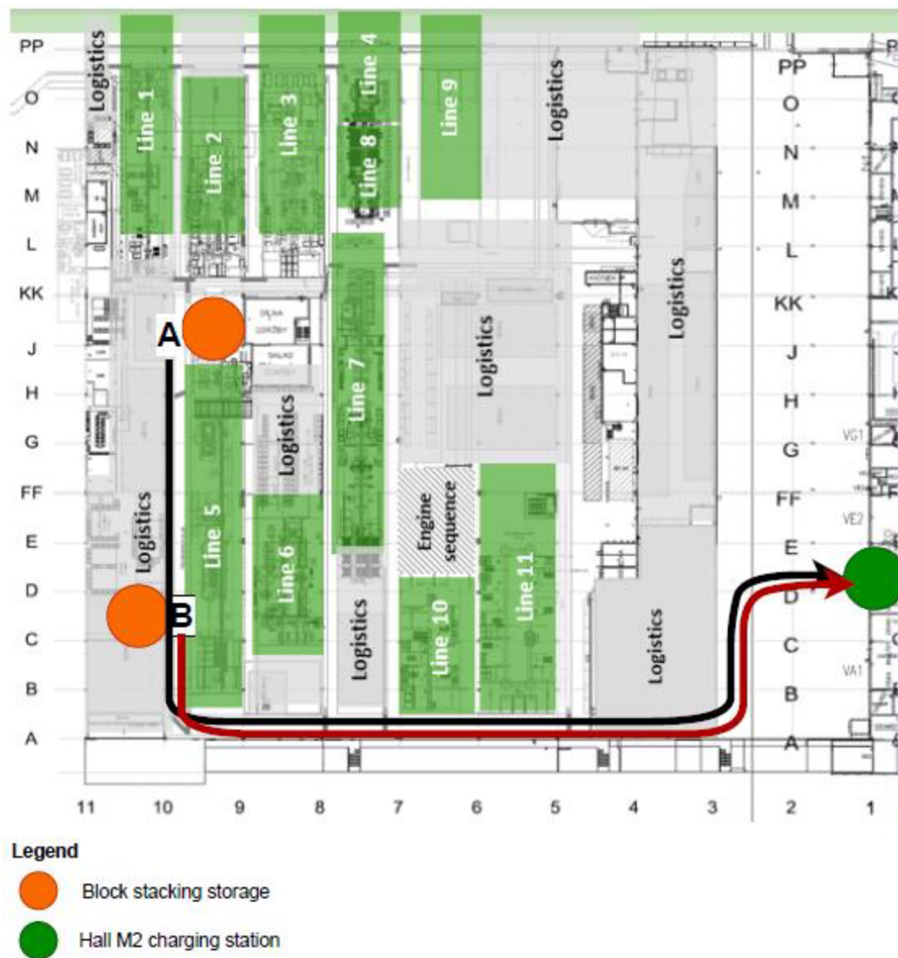 PP
Logistics
Line 1
Line 2
Line 3
Line 4
Line 8
Line 9
Logistics
PP
O
O
N
N
M
M
L
L
KK
KK
A
DÍLNA
ÚDRŽBY
SKLAD
J
J
Line 7
Logistics
Logistics
H
H
Logistics
G
G
VG1
FF
FF
Logistics
Line 5
Line 6
Engine
sequence
Line 11
VE2
E
E
D
D
B
Line 10
C
C
Logistics
Logistics
VA1
B
B
A
A
11 10 9 8 7 6 5 4 3 2 1
Legend
Block stacking storage
Hall M2 charging station